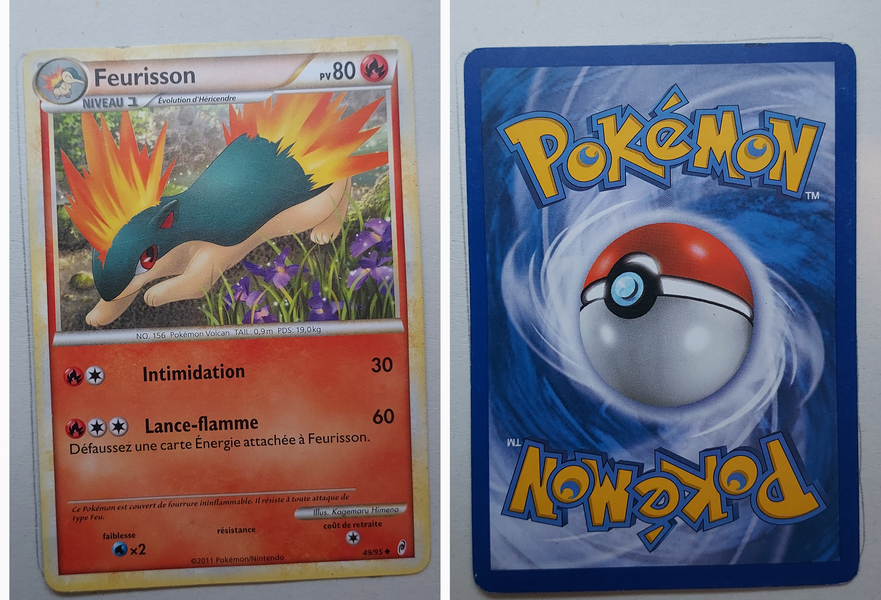 Feurisson
PV 80
NIVEAU 1
Évolution d'Héricendre
NO. 156 Pokémon Volcan TAIL: 0,9 m PDS: 19,0 kg
Intimidation 30
Lance-flamme 60
Défaussez une carte Énergie attachée à Feurisson.
Ce Pokémon est couvert de fourrure ininflammable. Il résiste à toute attaque de
type Feu.
Illus. Kagemaru Himeno
faiblesse
résistance
coût de retraite
×2
49/95
©2011 Pokémon/Nintendo
POKéMON
TM
TM
POKéMON